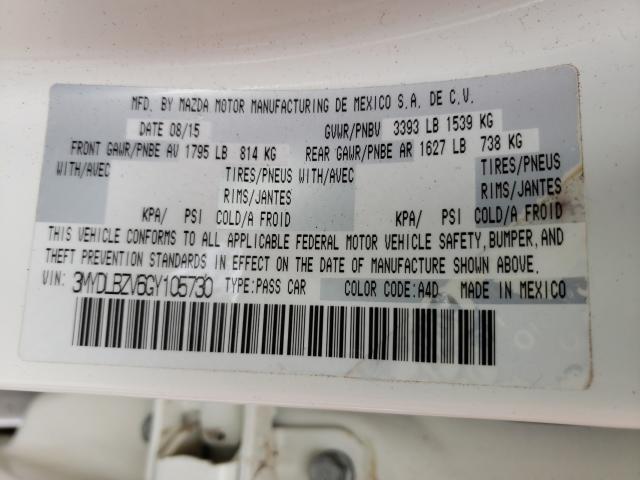 MFD. BY MAZDA MOTOR MANUFACTURING DE MEXICO S.A. DE C.V.
DATE 08/15 GVWR/PNBV 3393 LB 1539 KG
FRONT GAWR/PNBE AV 1795 LB 814 KG REAR GAWR/PNBE AR 1627 LB 738 KG
WITH/AVEC TIRES/PNEUS WITH/AVEC TIRES/PNEUS
RIMS/JANTES RIMS/JANTES
KPA/ PSI COLD/A FROID KPA/ PSI COLD/A FROID
THIS VEHICLE CONFORMS TO ALL APPLICABLE FEDERAL MOTOR VEHICLE SAFETY, BUMPER, AND
THEFT PREVENTION STANDARDS IN EFFECT ON THE DATE OF MANUFACTURE SHOWN ABOVE.
VIN: 3MYDLBZV6GY105730 TYPE:PASS CAR COLOR CODE:A4D MADE IN MEXICO